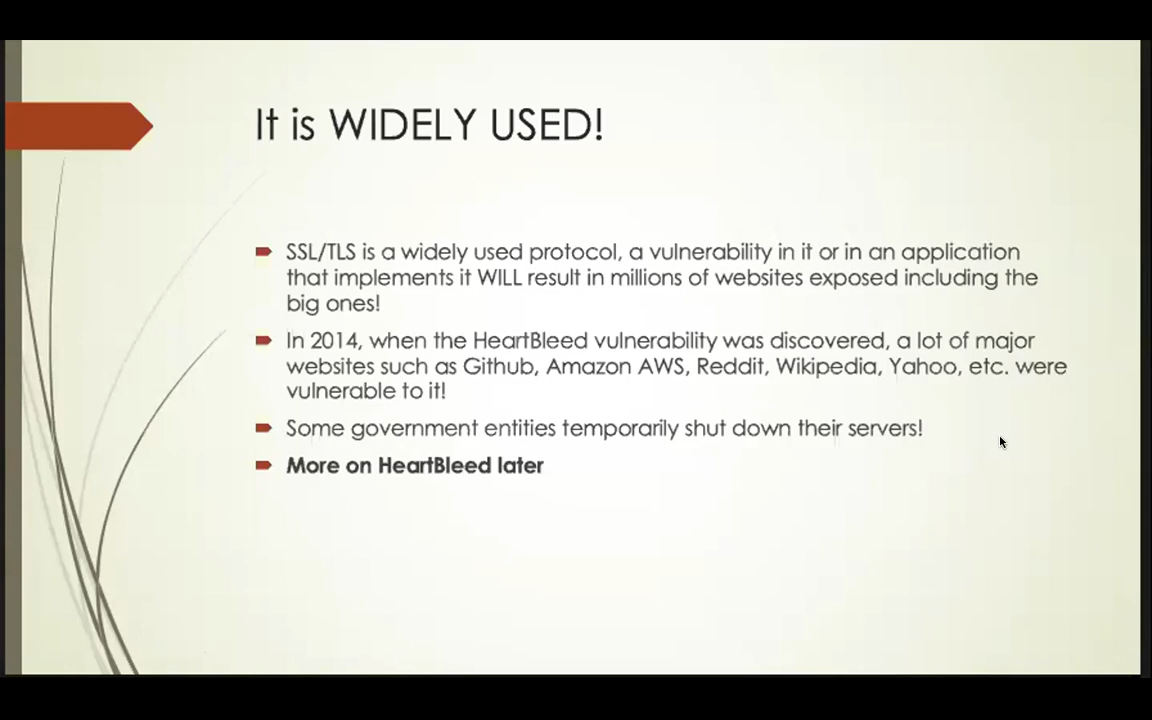 It is WIDELY USED!
SSL/TLS is a widely used protocol, a vulnerability in it or in an application
that implements it WILL result in millions of websites exposed including the
big ones!
In 2014, when the HeartBleed vulnerability was discovered, a lot of major
websites such as Github, Amazon AWS, Reddit, Wikipedia, Yahoo, etc. were
vulnerable to it!
Some government entities temporarily shut down their servers!
More on HeartBleed later